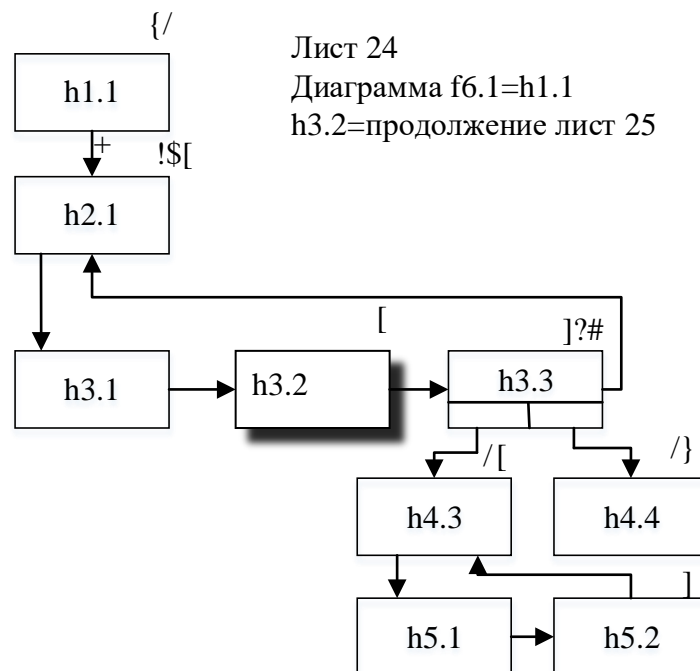 {/
Лист 24
Диаграмма f6.1=h1.1
h3.2=продолжение лист 25
h1.1
+
!$[
h2.1
[
]?#
h3.1
h3.2
h3.3
/[
/}
h4.3
h4.4
]
h5.1
h5.2